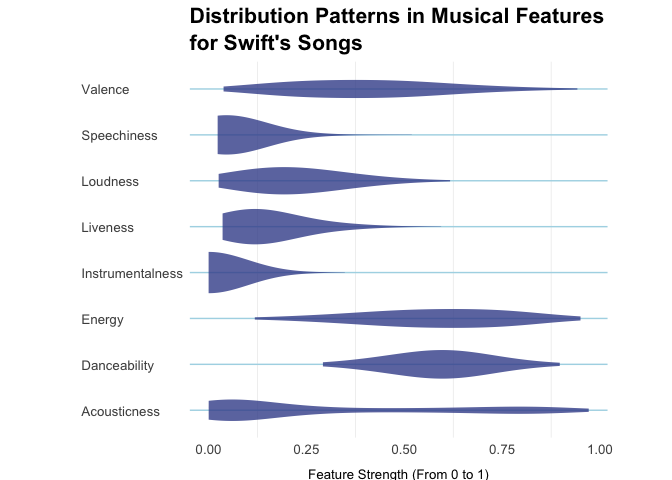 Distribution Patterns in Musical Features
for Swift's Songs
Valence
Speechiness
Loudness
Liveness
Instrumentalness
Energy
Danceability
Acousticness
0.00 0.25 0.50 0.75 1.00
Feature Strength (From 0 to 1)